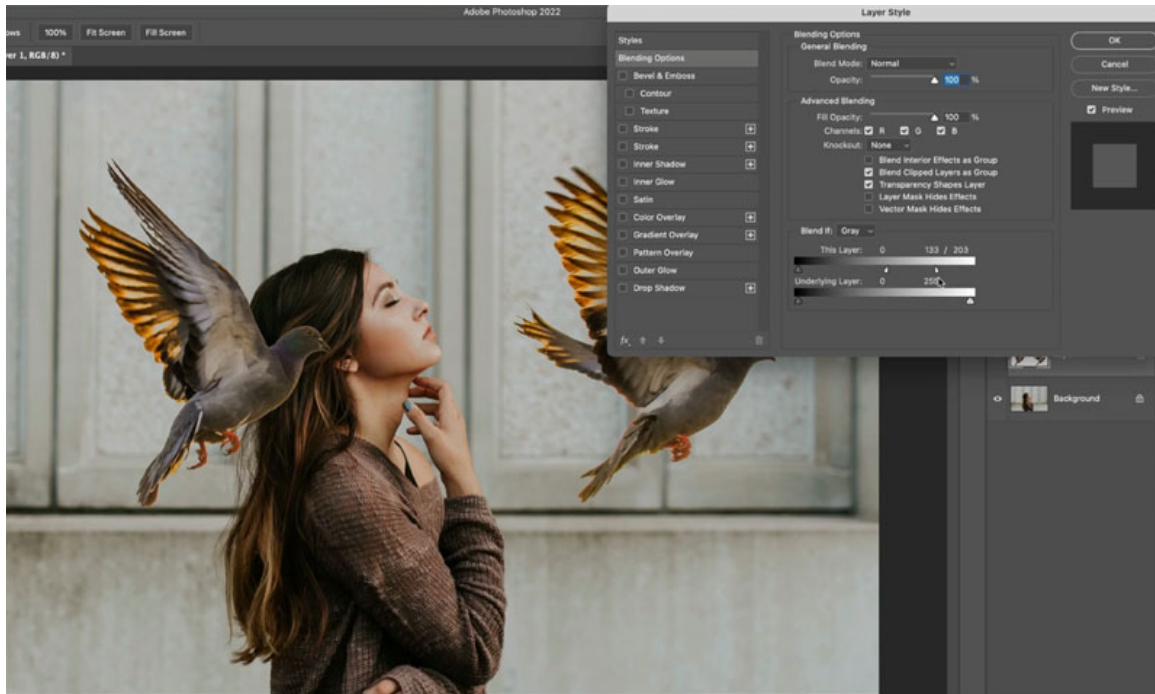 Adobe Photoshop 2022
100% Fit Screen Fill Screen
er 1, RGB/8) *
Layer Style
Styles
Blending Options
Bevel & Emboss
Contour
Texture
Stroke
Stroke
Inner Shadow
Inner Glow
Satin
Color Overlay
Gradient Overlay
Pattern Overlay
Outer Glow
Drop Shadow
fx
Blending Options
General Blending
Blend Mode: Normal
Opacity: 100 %
Advanced Blending
Fill Opacity: 100 %
Channels: R G B
Knockout: None
Blend Interior Effects as Group
Blend Clipped Layers as Group
Transparency Shapes Layer
Layer Mask Hides Effects
Vector Mask Hides Effects
Blend If: Gray
This Layer: 0 133 / 203
Underlying Layer: 0 255
OK
Cancel
New Style...
Preview
Background